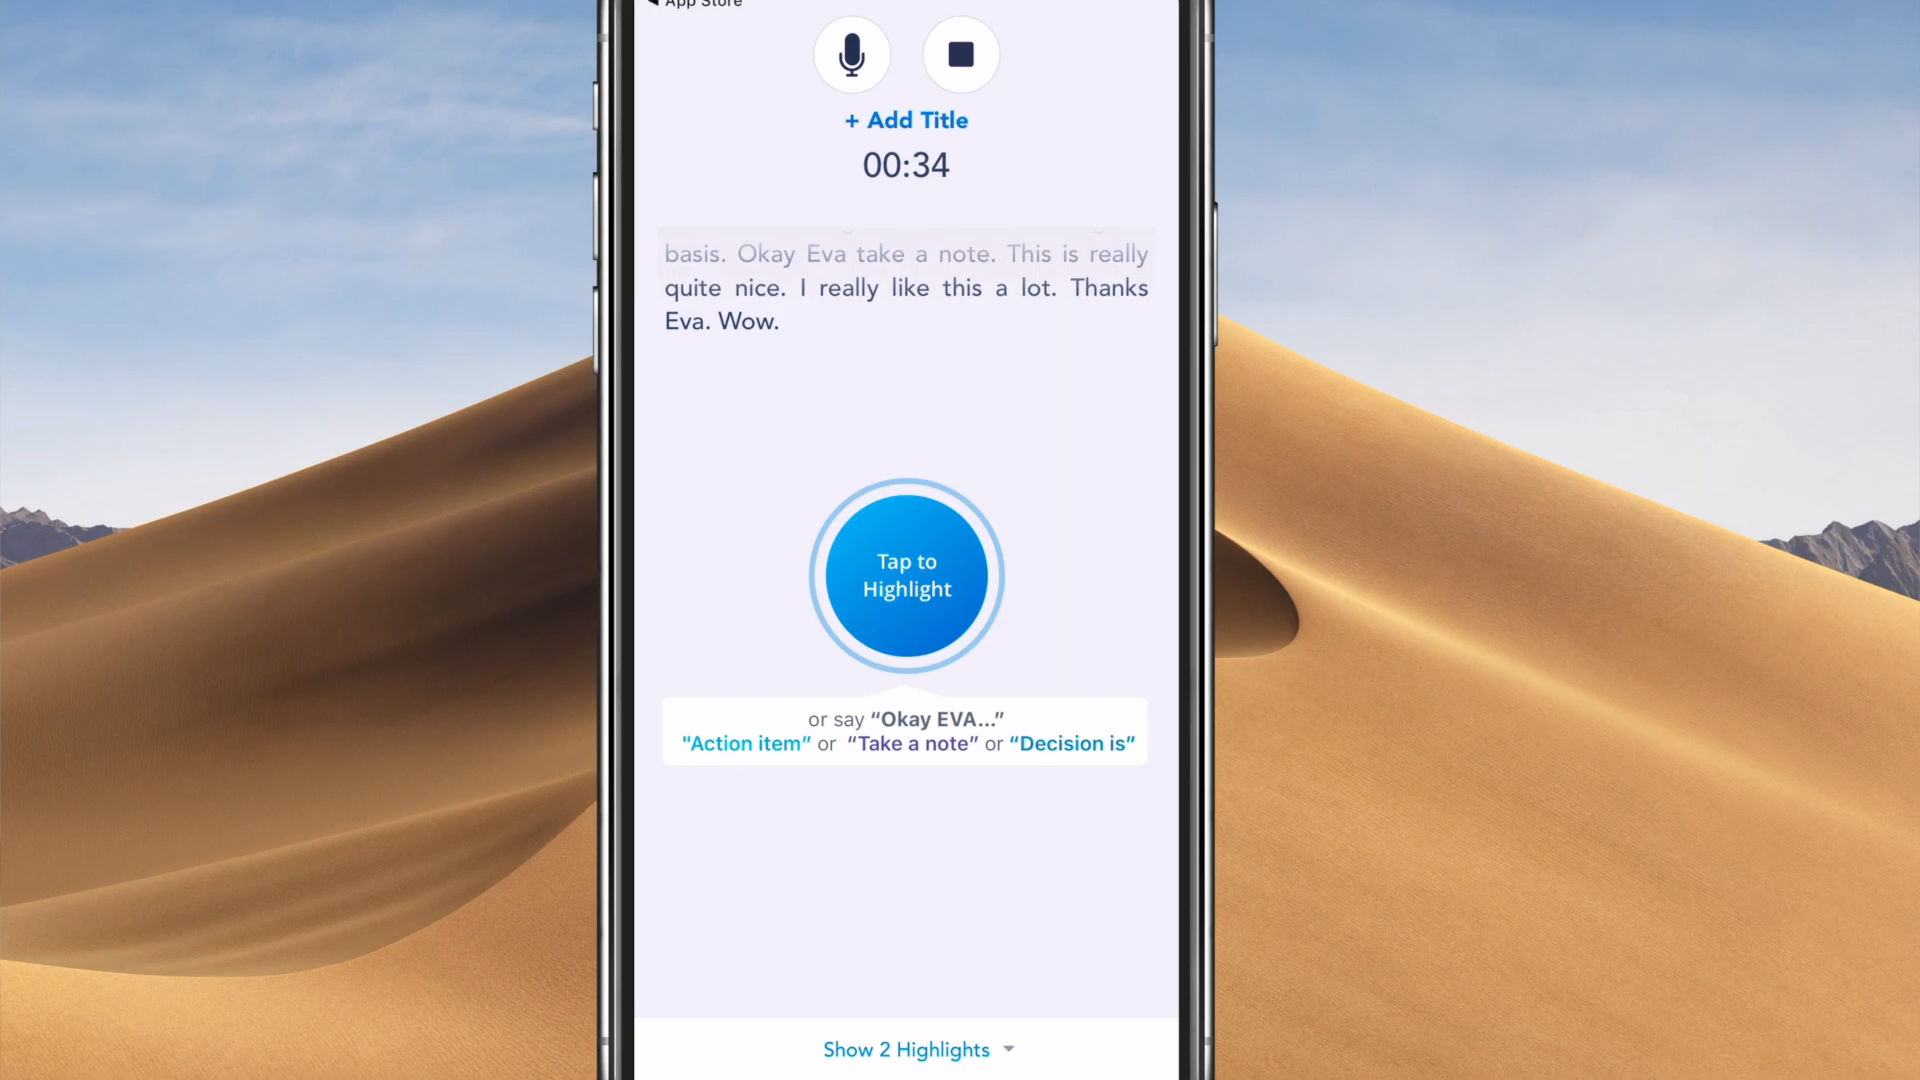 App Store
+ Add Title
00:34
basis. Okay Eva take a note. This is really
quite nice. I really like this a lot. Thanks
Eva. Wow.
Tap to
Highlight
or say “Okay EVA...”
"Action item” or “Take a note” or “Decision is”
Show 2 Highlights